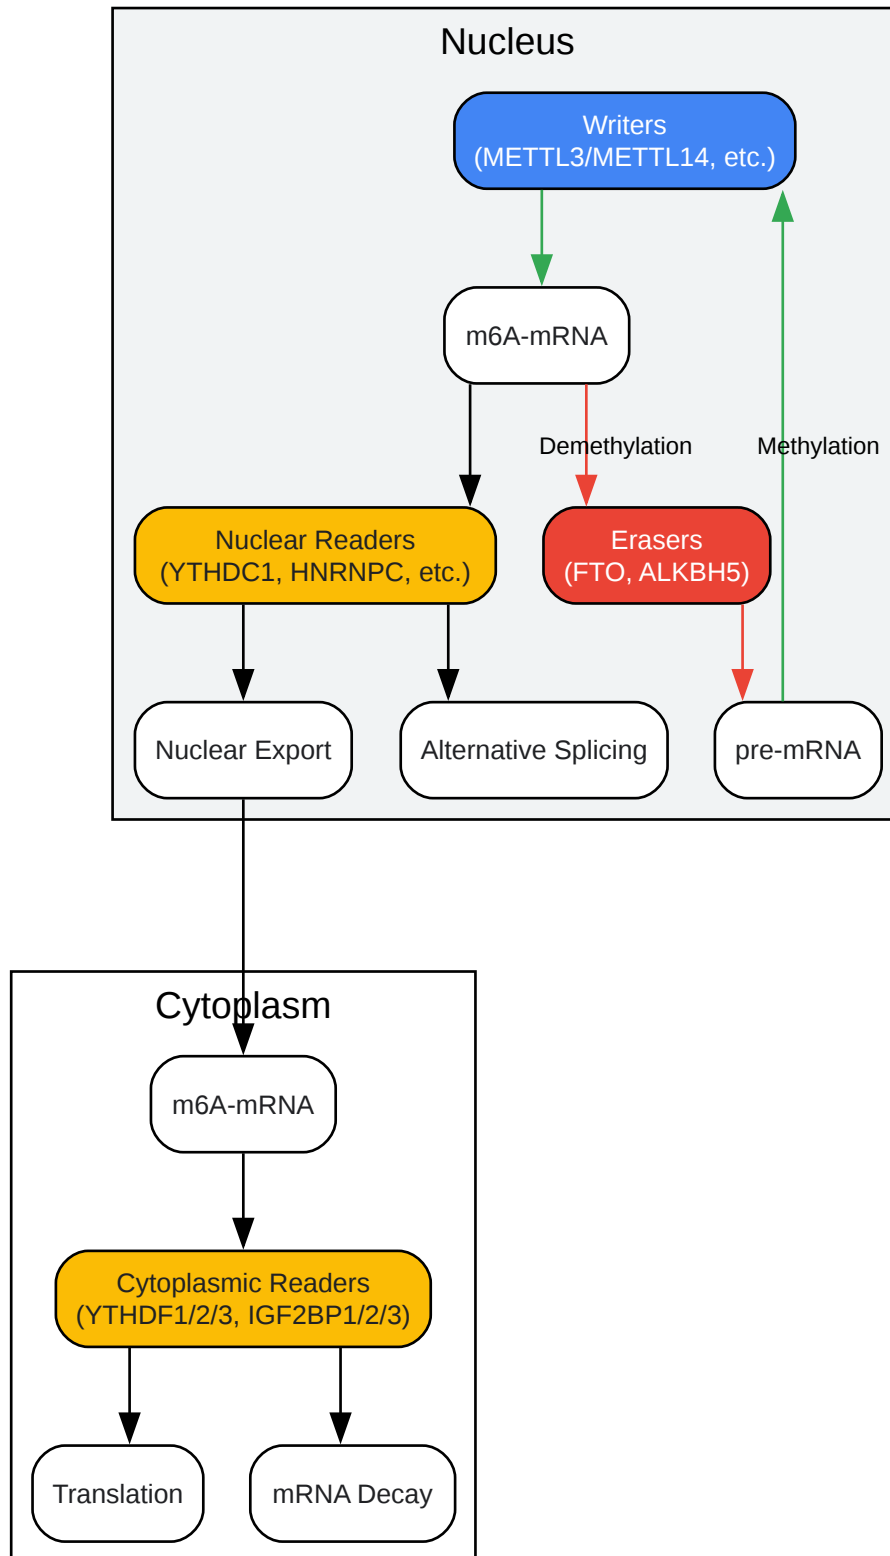 Nucleus
Writers
(METTL3/METTL14, etc.)
m6A-mRNA
Demethylation
Methylation
Nuclear Readers
(YTHDC1, HNRNPC, etc.)
Erasers
(FTO, ALKBH5)
Nuclear Export
Alternative Splicing
pre-mRNA
Cytoplasm
m6A-mRNA
Cytoplasmic Readers
(YTHDF1/2/3, IGF2BP1/2/3)
Translation
mRNA Decay